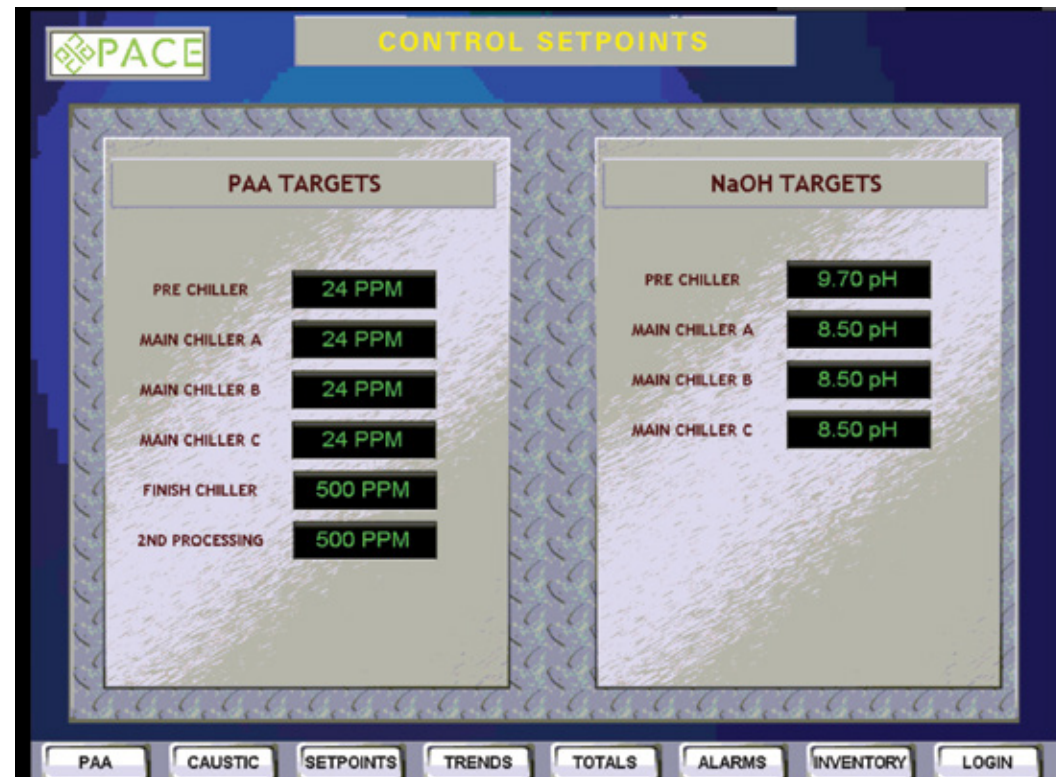 PACE
CONTROL SETPOINTS
PAA TARGETS
PRE CHILLER 24 PPM
MAIN CHILLER A 24 PPM
MAIN CHILLER B 24 PPM
MAIN CHILLER C 24 PPM
FINISH CHILLER 500 PPM
2ND PROCESSING 500 PPM
NaOH TARGETS
PRE CHILLER 9.70 pH
MAIN CHILLER A 8.50 pH
MAIN CHILLER B 8.50 pH
MAIN CHILLER C 8.50 pH
PAA CAUSTIC SETPOINTS TRENDS TOTALS ALARMS INVENTORY LOGIN